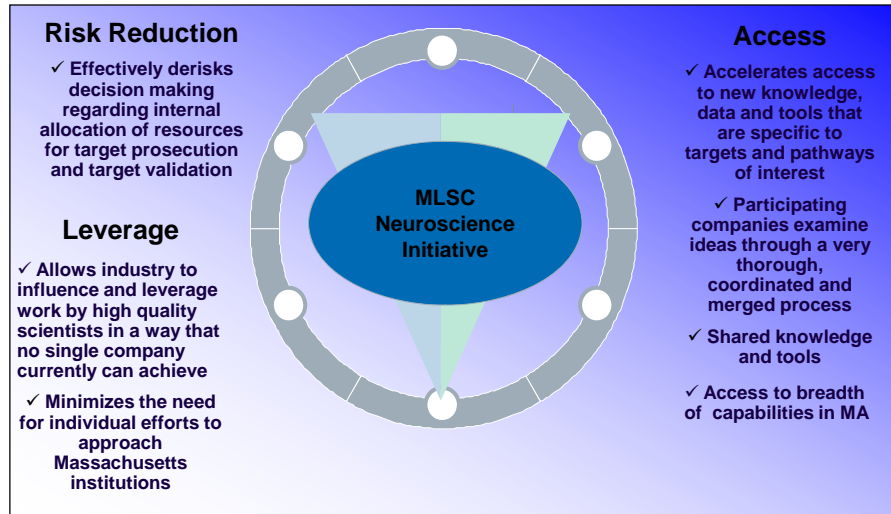 Risk Reduction
✓ Effectively derisks
decision making
regarding internal
allocation of resources
for target prosecution
and target validation
Leverage
✓ Allows industry to
influence and leverage
work by high quality
scientists in a way that
no single company
currently can achieve
✓ Minimizes the need
for individual efforts to
approach
Massachusetts
institutions
MLSC
Neuroscience
Initiative
Access
✓ Accelerates access
to new knowledge,
data and tools that
are specific to
targets and pathways
of interest
✓ Participating
companies examine
ideas through a very
thorough,
coordinated and
merged process
✓ Shared knowledge
and tools
✓ Access to breadth
of capabilities in MA